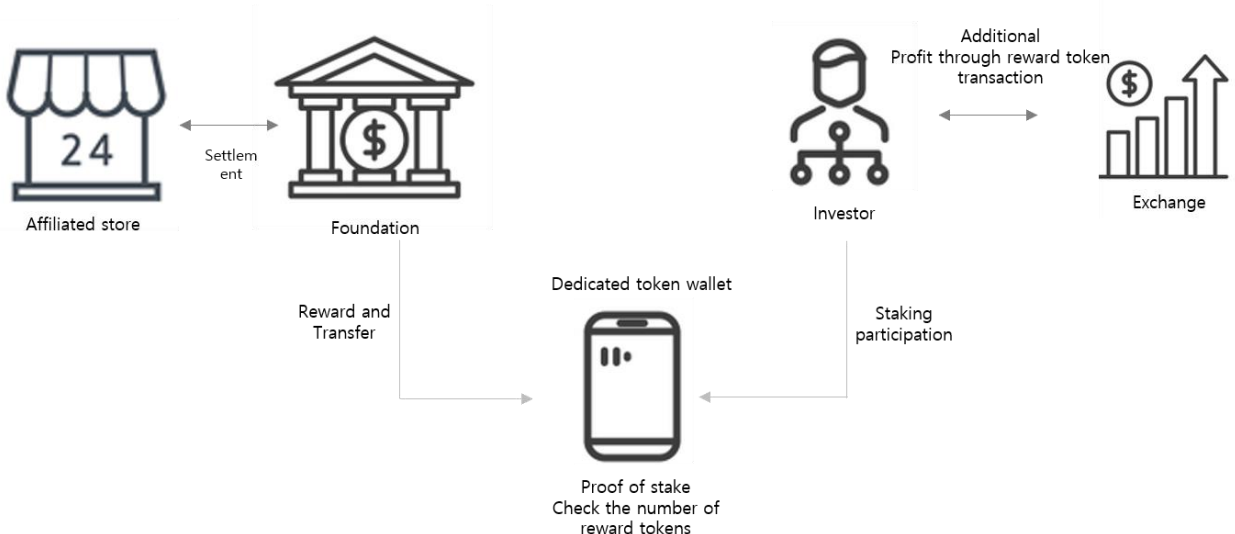 24
Affiliated store
Settlem
ent
$
Foundation
Reward and
Transfer
Dedicated token wallet
Proof of stake
Check the number of
reward tokens
Investor
Staking
participation
Additional
Profit through reward token
transaction
$
Exchange